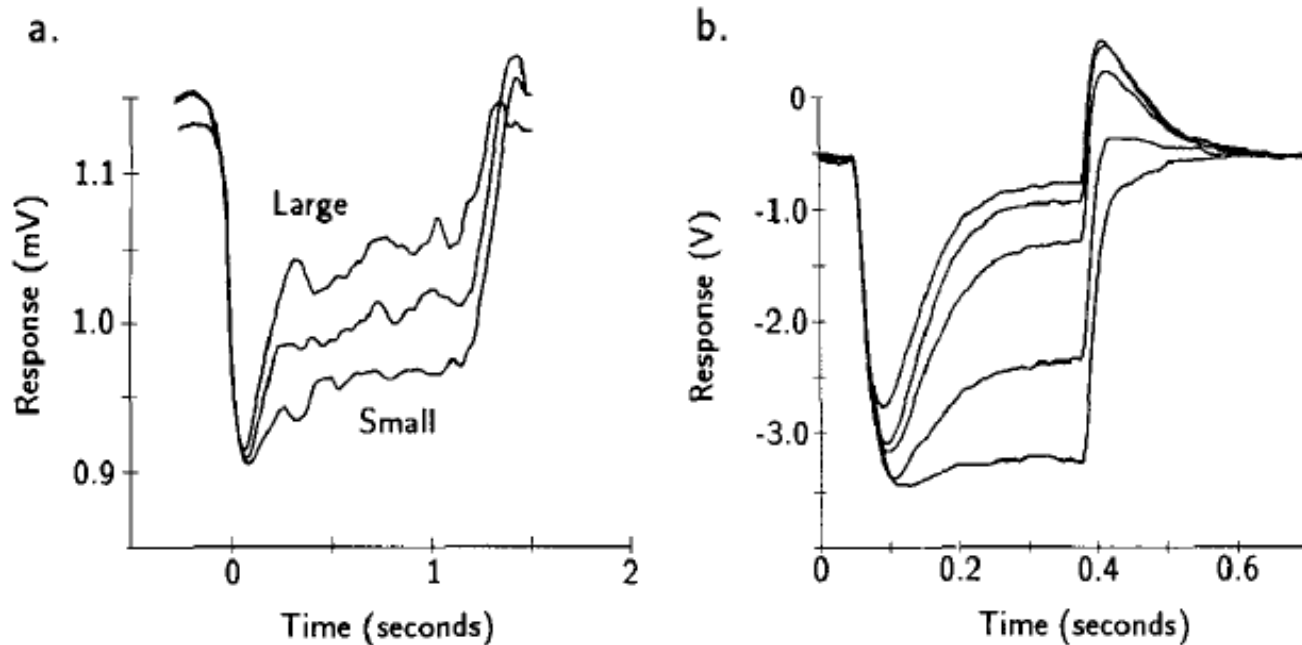 a.
Response (mV)
1.1
1.0
0.9
Large
Small
0
1
2
Time (seconds)
b.
Response (V)
0
-1.0
-2.0
-3.0
0
0.2
0.4
0.6
Time (seconds)